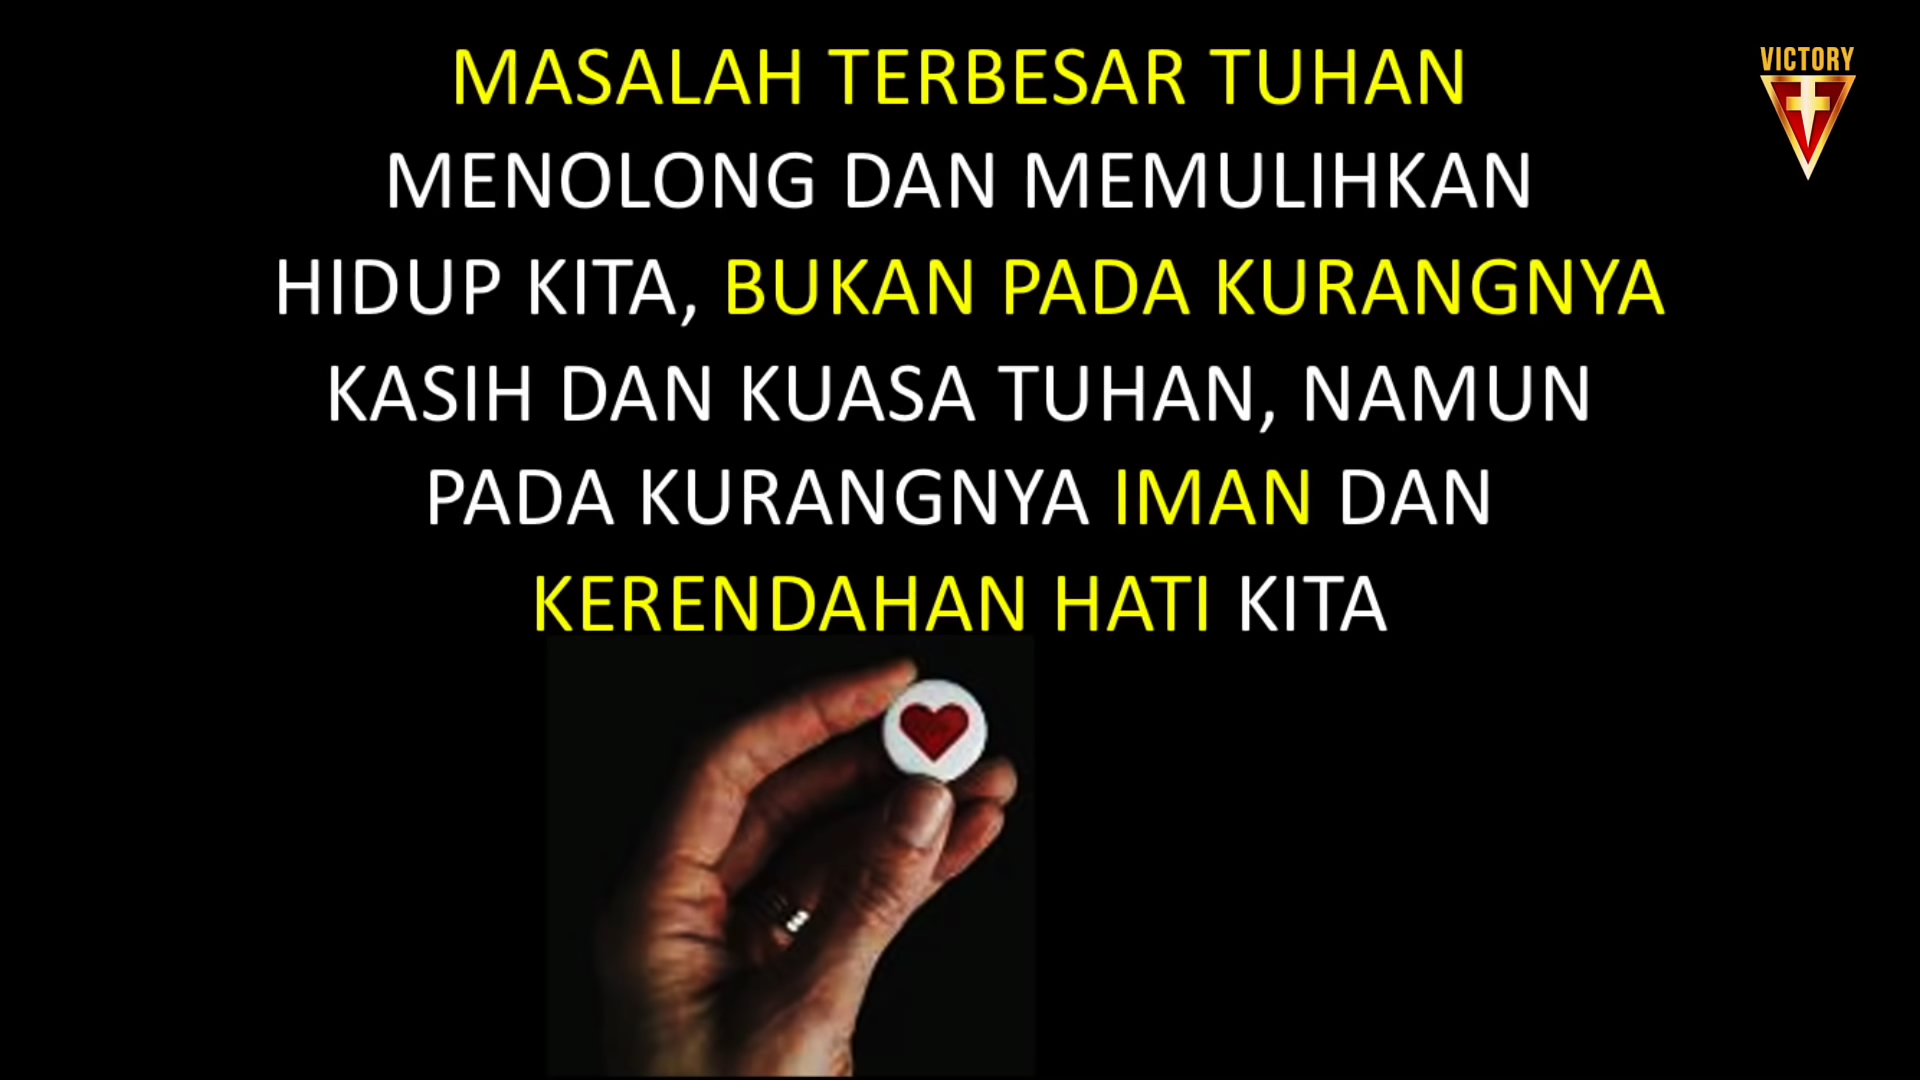 MASALAH TERBESAR TUHAN
MENOLONG DAN MEMULIHKAN
HIDUP KITA, BUKAN PADA KURANGNYA
KASIH DAN KUASA TUHAN, NAMUN
PADA KURANGNYA IMAN DAN
KERENDAHAN HATI KITA
VICTORY